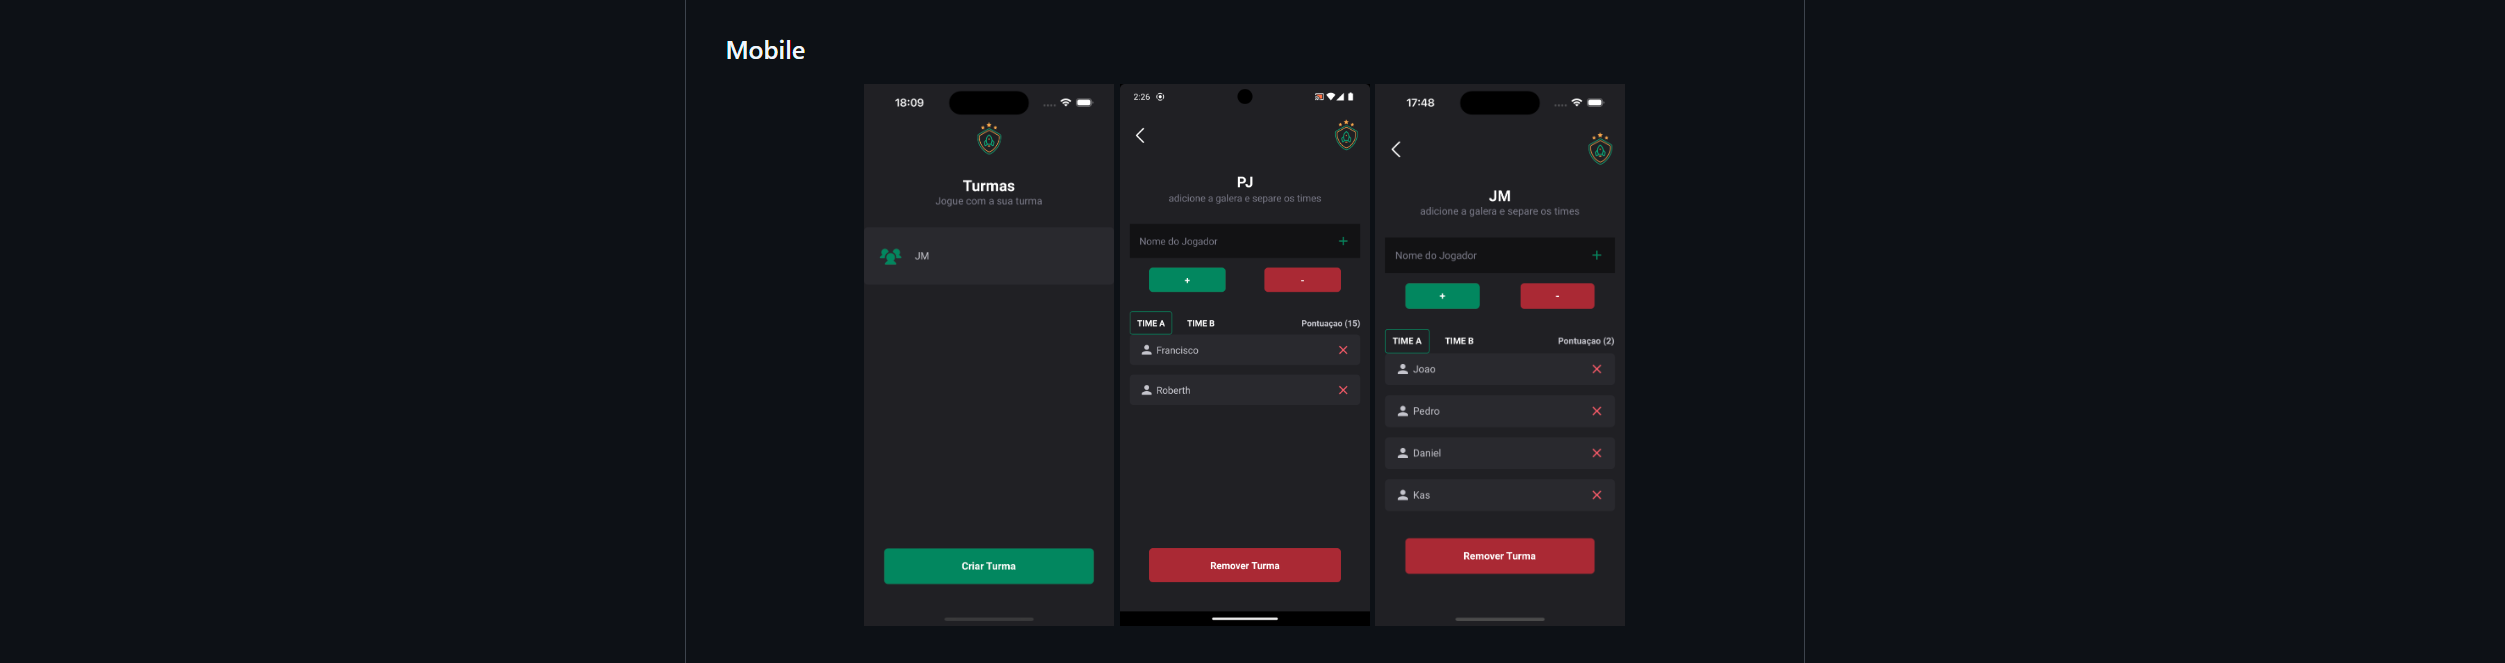 Mobile
18:09
Turmas
Jogue com a sua turma
JM
Criar Turma
2:26
PJ
adicione a galera e separe os times
Nome do Jogador +
+ -
TIME A TIME B Pontuaçao (15)
Francisco
Roberth
Remover Turma
17:48
JM
adicione a galera e separe os times
Nome do Jogador +
+ -
TIME A TIME B Pontuaçao (2)
Joao
Pedro
Daniel
Kas
Remover Turma